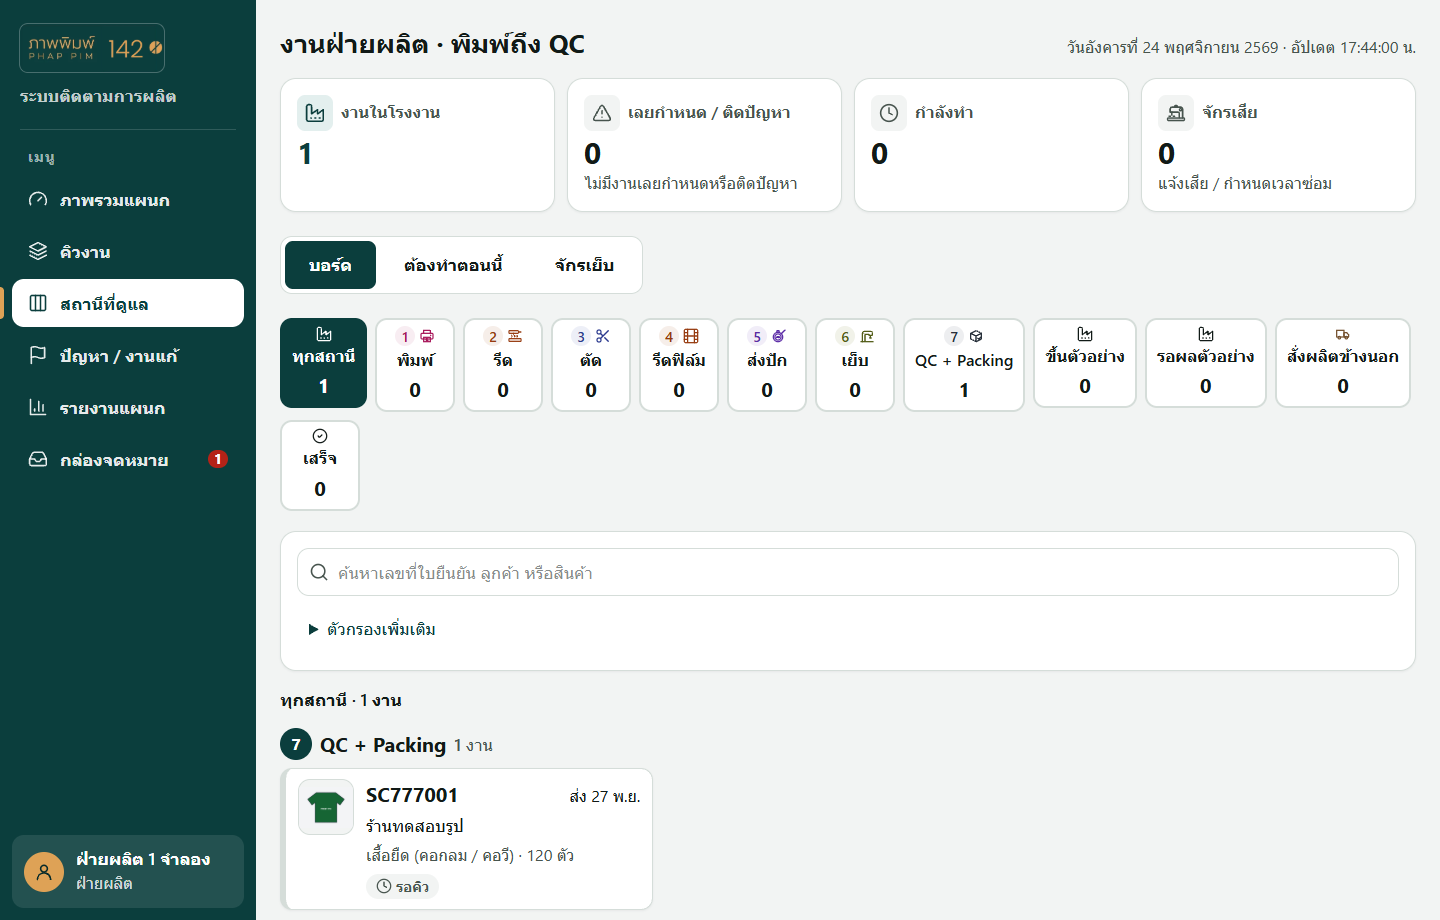 ภาพพิมพ์ 142
PHAP PIM
ระบบติดตามการผลิต
เมนู
ภาพรวมแผนก
คิวงาน
สถานีที่ดูแล
ปัญหา / งานแก้
รายงานแผนก
กล่องจดหมาย 1
ฝ่ายผลิต 1 จำลอง
ฝ่ายผลิต
งานฝ่ายผลิต · พิมพ์ถึง QC
วันอังคารที่ 24 พฤศจิกายน 2569 · อัปเดต 17:44:00 น.
งานในโรงงาน
1
เลยกำหนด / ติดปัญหา
0
ไม่มีงานเลยกำหนดหรือติดปัญหา
กำลังทำ
0
จักรเสีย
0
แจ้งเสีย / กำหนดเวลาซ่อม
บอร์ด
ต้องทำตอนนี้
จักรเย็บ
ทุกสถานี
1
1
พิมพ์
0
2
รีด
0
3
ตัด
0
4
รีดฟิล์ม
0
5
ส่งปัก
0
6
เย็บ
0
7
QC + Packing
1
ขึ้นตัวอย่าง
0
รอผลตัวอย่าง
0
สั่งผลิตข้างนอก
0
เสร็จ
0
ค้นหาเลขที่ใบยืนยัน ลูกค้า หรือสินค้า
ตัวกรองเพิ่มเติม
ทุกสถานี · 1 งาน
7 QC + Packing 1 งาน
SC777001 ส่ง 27 พ.ย.
ร้านทดสอบรูป
เสื้อยืด (คอกลม / คอวี) · 120 ตัว
รอคิว